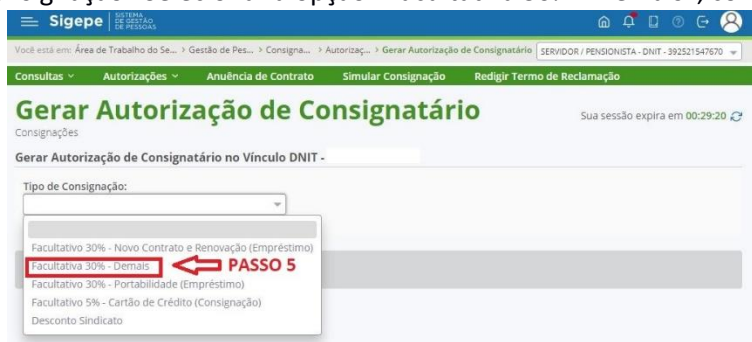 Sigepe SISTEMA DE GESTÃO DE PESSOAS
Você está em: Área de Trabalho do Se... > Gestão de Pes... > Consigna... > Autorizaç... > Gerar Autorização de Consignatário SERVIDOR / PENSIONISTA - DNIT - 392521547670
Consultas Autorizações Anuência de Contrato Simular Consignação Redigir Termo de Reclamação
Gerar Autorização de Consignatário
Sua sessão expira em 00:29:20
Consignações
Gerar Autorização de Consignatário no Vínculo DNIT -
Tipo de Consignação:
Facultativo 30% - Novo Contrato e Renovação (Empréstimo)
Facultativa 30% - Demais PASSO 5
Facultativo 30% - Portabilidade (Empréstimo)
Facultativo 5% - Cartão de Crédito (Consignação)
Desconto Sindicato